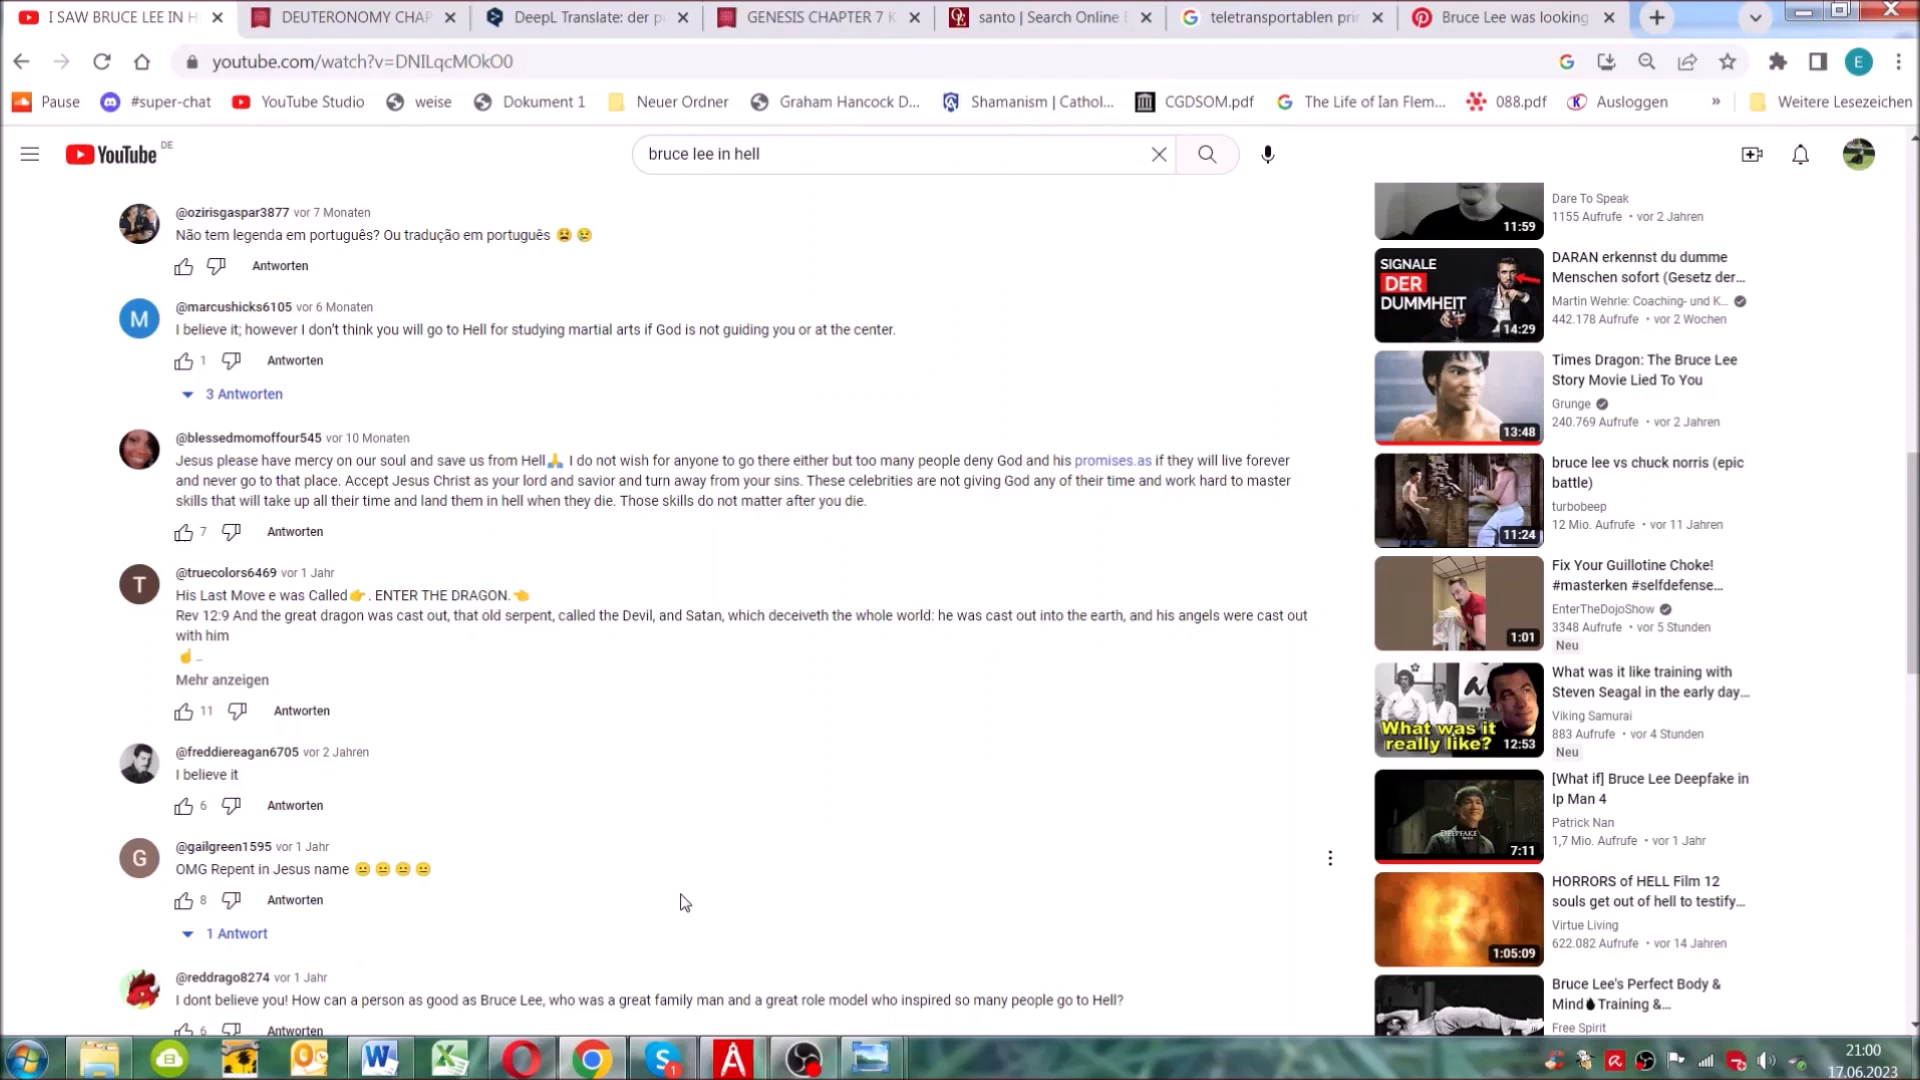 I SAW BRUCE LEE IN H
DEUTERONOMY CHAP
DeepL Translate: der p
GENESIS CHAPTER 7 K
santo | Search Online E
teletransportablen pri
Bruce Lee was looking
youtube.com/watch?v=DNILqcMOkO0
E
Pause
#super-chat
YouTube Studio
weise
Dokument 1
Neuer Ordner
Graham Hancock D...
Shamanism | Cathol...
CGDSOM.pdf
The Life of Ian Flem...
088.pdf
Ausloggen
»
Weitere Lesezeichen
YouTube DE
bruce lee in hell
@ozirisgaspar3877 vor 7 Monaten
Não tem legenda em português? Ou tradução em português 😫 😢
Antworten
M
@marcushicks6105 vor 6 Monaten
I believe it; however I don't think you will go to Hell for studying martial arts if God is not guiding you or at the center.
1 Antworten
3 Antworten
@blessedmomoffour545 vor 10 Monaten
Jesus please have mercy on our soul and save us from Hell🙏 I do not wish for anyone to go there either but too many people deny God and his promises.as if they will live forever
and never go to that place. Accept Jesus Christ as your lord and savior and turn away from your sins. These celebrities are not giving God any of their time and work hard to master
skills that will take up all their time and land them in hell when they die. Those skills do not matter after you die.
7 Antworten
T
@truecolors6469 vor 1 Jahr
His Last Move e was Called👉. ENTER THE DRAGON.👈
Rev 12:9 And the great dragon was cast out, that old serpent, called the Devil, and Satan, which deceiveth the whole world: he was cast out into the earth, and his angels were cast out
with him
☝️ ..
Mehr anzeigen
11 Antworten
@freddiereagan6705 vor 2 Jahren
I believe it
6 Antworten
G
@gailgreen1595 vor 1 Jahr
OMG Repent in Jesus name 😐 😐 😐 😐
8 Antworten
1 Antwort
@reddrago8274 vor 1 Jahr
I dont believe you! How can a person as good as Bruce Lee, who was a great family man and a great role model who inspired so many people go to Hell?
6 Antworten
11:59
Dare To Speak
1155 Aufrufe • vor 2 Jahren
SIGNALE
DER
DUMMHEIT
14:29
DARAN erkennst du dumme
Menschen sofort (Gesetz der...
Martin Wehrle: Coaching- und K...
442.178 Aufrufe • vor 2 Wochen
13:48
Times Dragon: The Bruce Lee
Story Movie Lied To You
Grunge
240.769 Aufrufe • vor 2 Jahren
11:24
bruce lee vs chuck norris (epic
battle)
turbobeep
12 Mio. Aufrufe • vor 11 Jahren
1:01
Fix Your Guillotine Choke!
#masterken #selfdefense...
EnterTheDojoShow
3348 Aufrufe • vor 5 Stunden
Neu
What was it
really like?
12:53
What was it like training with
Steven Seagal in the early day...
Viking Samurai
883 Aufrufe • vor 4 Stunden
Neu
DEEPFAKE
7:11
[What if] Bruce Lee Deepfake in
Ip Man 4
Patrick Nan
1,7 Mio. Aufrufe • vor 1 Jahr
1:05:09
HORRORS of HELL Film 12
souls get out of hell to testify...
Virtue Living
622.082 Aufrufe • vor 14 Jahren
Bruce Lee's Perfect Body &
Mind💧Training &...
Free Spirit
21:00
17.06.2023